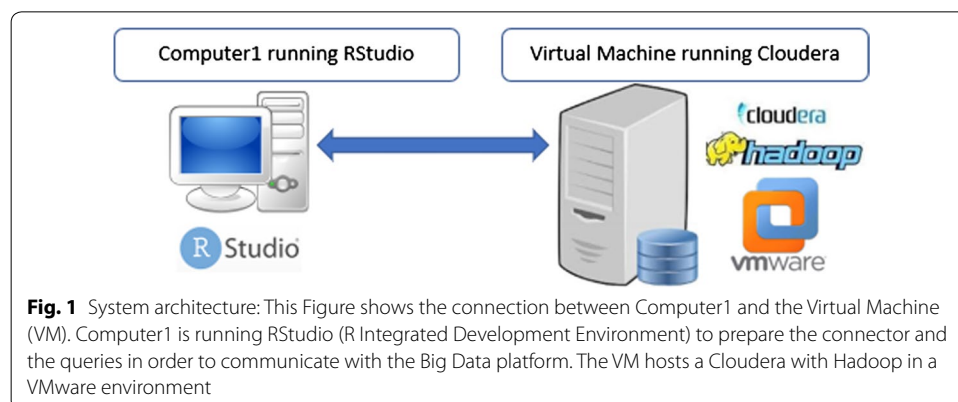 Computer1 running RStudio
Virtual Machine running Cloudera
cloudera
hadoop
R Studio
vmware
Fig. 1 System architecture: This Figure shows the connection between Computer1 and the Virtual Machine
(VM). Computer1 is running RStudio (R Integrated Development Environment) to prepare the connector and
the queries in order to communicate with the Big Data platform. The VM hosts a Cloudera with Hadoop in a
VMware environment